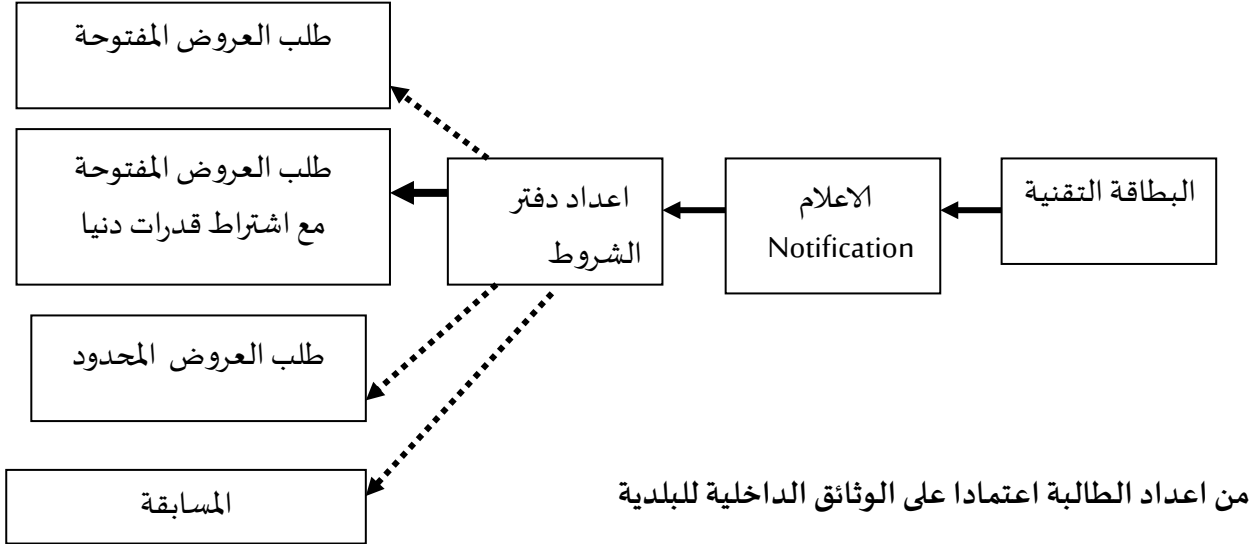 البطاقة التقنية
الاعلام
Notification
اعداد دفتر
الشروط
طلب العروض المفتوحة
طلب العروض المفتوحة
مع اشتراط قدرات دنيا
طلب العروض المحدود
المسابقة
من اعداد الطالبة اعتمادا على الوثائق الداخلية للبلدية